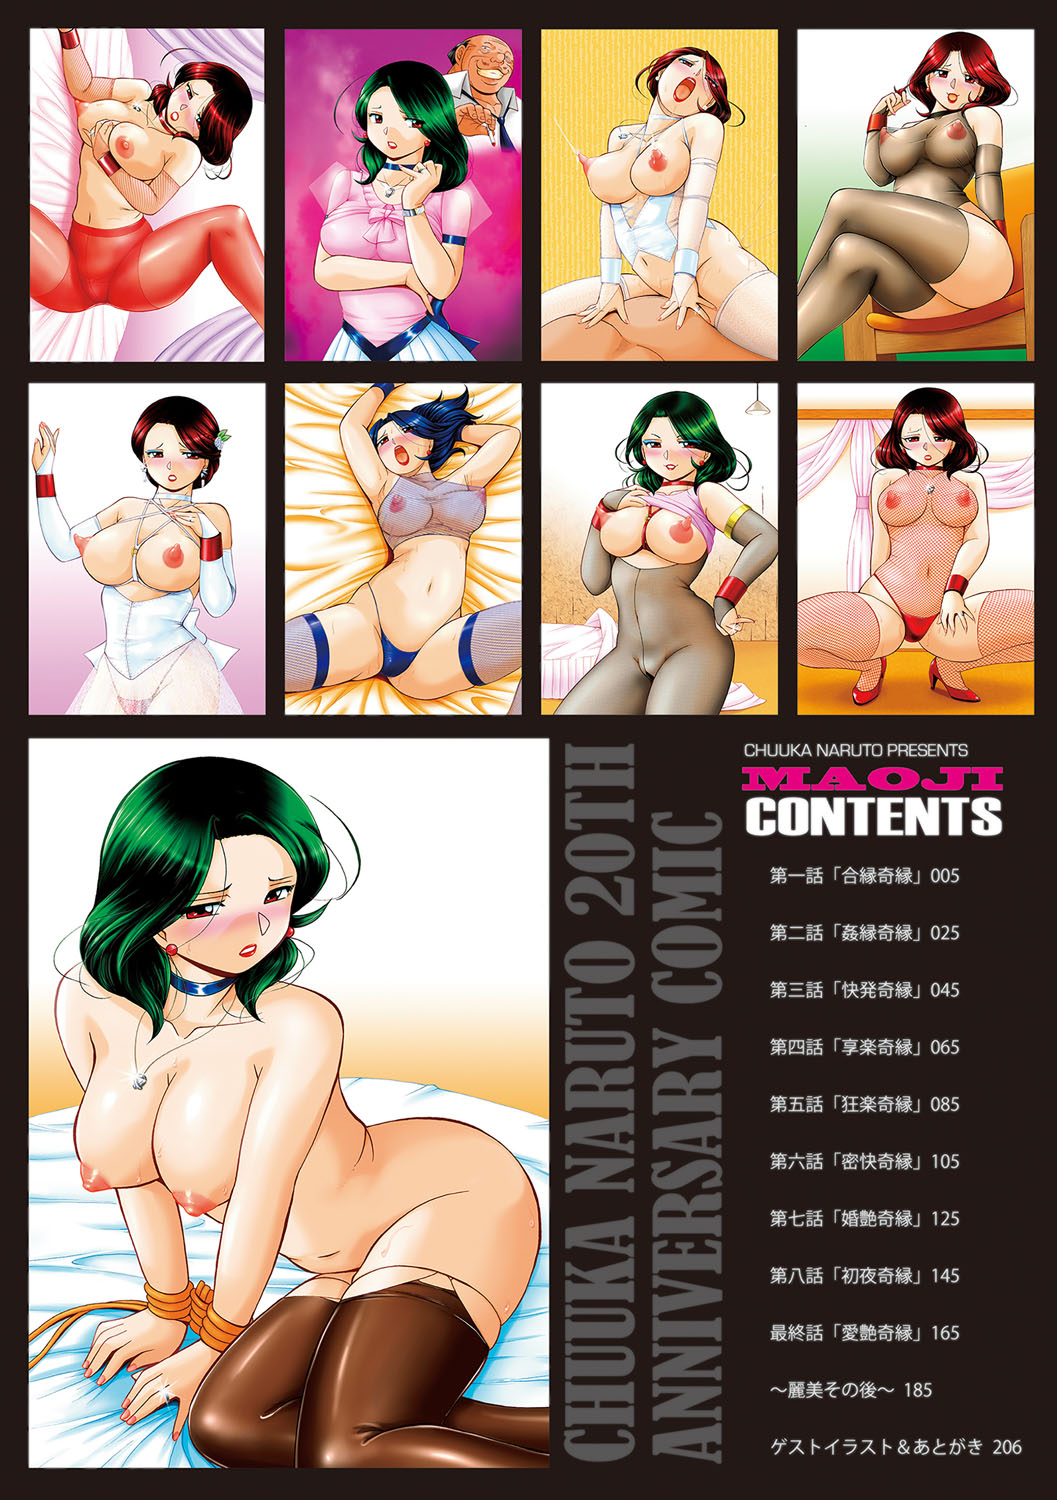 CHUUKA NARUTO PRESENTS
MAOJI
CONTENTS
第一話「合縁奇縁」005
第二話「姦縁奇縁」025
第三話「快発奇縁」045
第四話「享楽奇縁」065
第五話「狂楽奇縁」085
第六話「密快奇縁」105
第七話「婚艶奇縁」125
第八話「初夜奇縁」145
最終話「愛艶奇縁」165
～麗美その後～ 185
ゲストイラスト＆あとがき 206
CHUUKA NARUTO 20TH
ANNIVERSARY COMIC